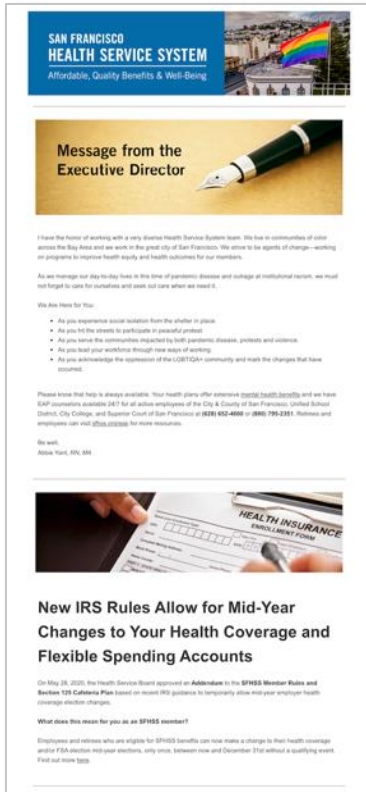 SAN FRANCISCO
HEALTH SERVICE SYSTEM
Affordable, Quality Benefits & Well-Being
Message from the
Executive Director
I have the honor of working with a very diverse Health Service System team. We live in communities of color
across the Bay Area and we work in the great city of San Francisco. We strive to be agents of change—working
on programs to improve health equity and health outcomes for our members.
As we manage our day-to-day lives in this time of pandemic disease and outrage at institutional racism, we must
not forget to care for ourselves and seek out care when we need it.
We Are Here for You:
As you experience social isolation from the shelter in place.
As you hit the streets to participate in peaceful protest.
As you serve the communities impacted by both pandemic disease, protests and violence.
As you lead your workforce through new ways of working.
As you acknowledge the oppression of the LGBTIQA+ community and mark the changes that have
occurred.
Please know that help is always available. Your health plans offer extensive mental health benefits and we have
EAP counselors available 24/7 for all active employees of the City & County of San Francisco, Unified School
District, City College, and Superior Court of San Francisco at (628) 652-4600 or (800) 795-2351. Retirees and
employees can visit for more resources.
Be well,
Abbie Yant, RN, MA
HEALTH INSURANCE
ENROLLMENT FORM
New IRS Rules Allow for Mid-Year
Changes to Your Health Coverage and
Flexible Spending Accounts
On May 28, 2020, the Health Service Board approved an Addendum to the SFHSS Member Rules and
Section 125 Cafeteria Plan based on recent IRS guidance to temporarily allow mid-year employer health
coverage election changes.
What does this mean for you as an SFHSS member?
Employees and retirees who are eligible for SFHSS benefits can now make a change to their health coverage
and/or FSA election mid-year elections, only once, between now and December 31st without a qualifying event.
Find out more here.